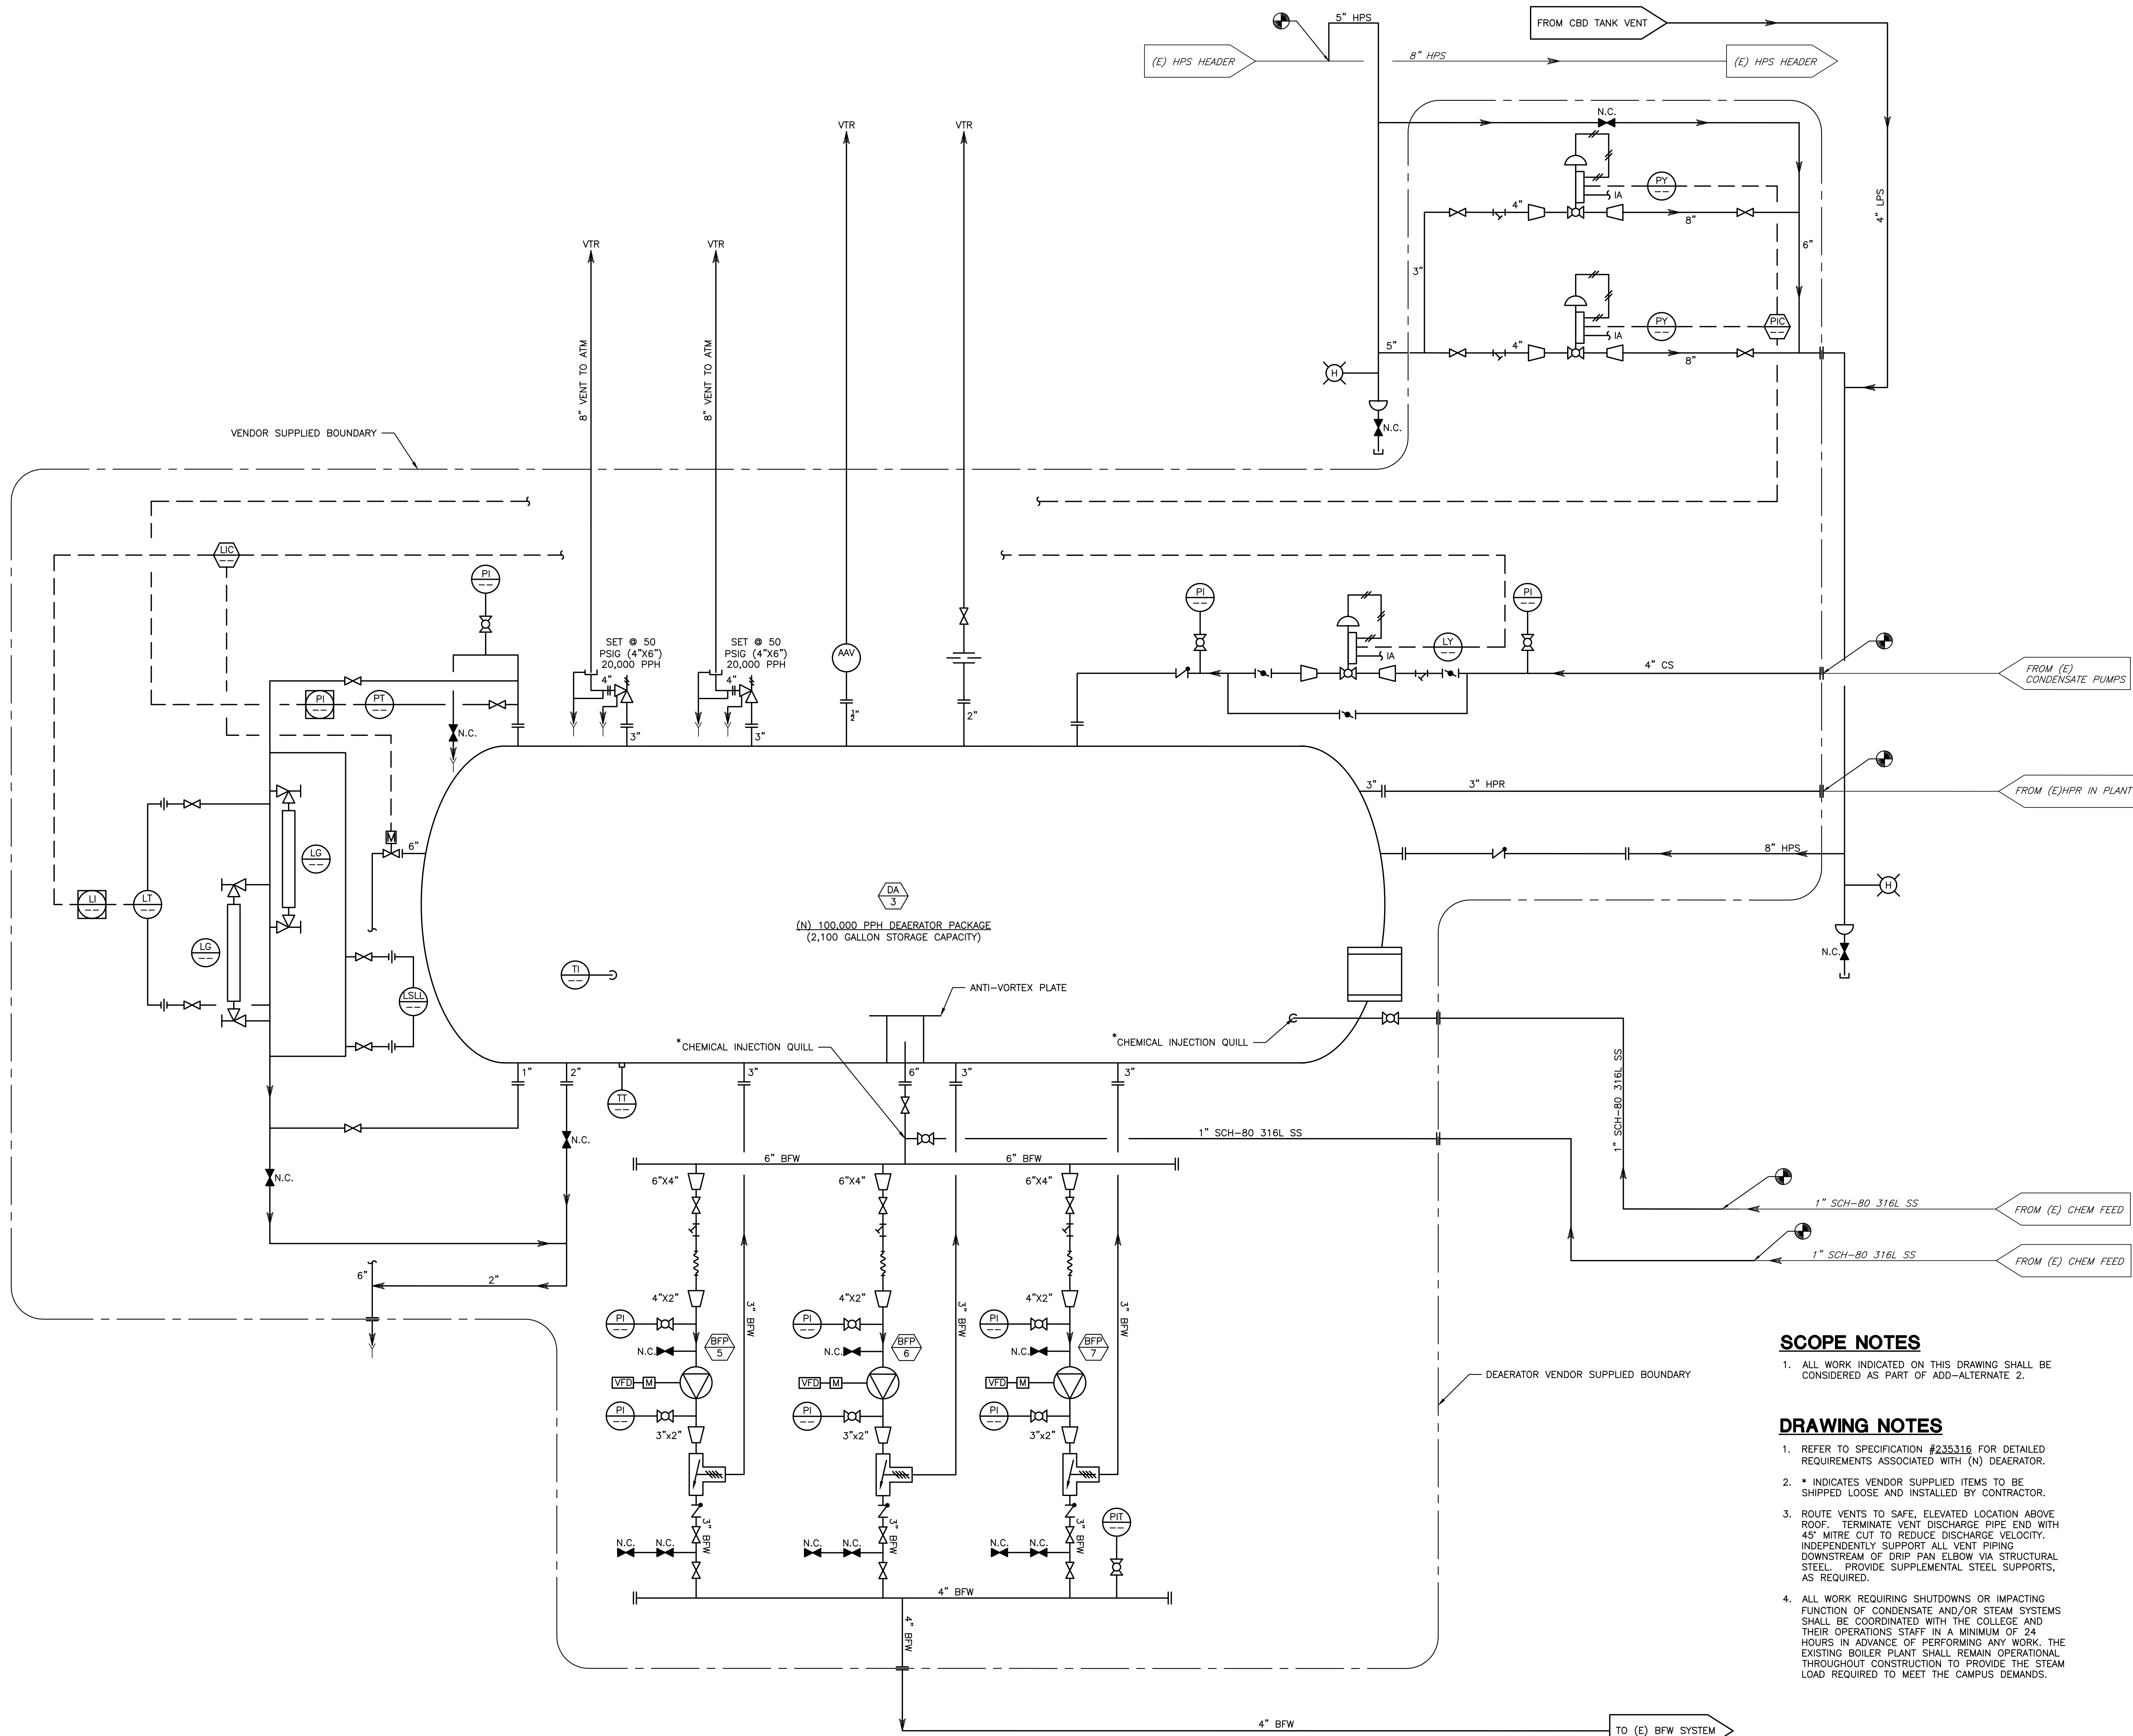 5" HPS
FROM CBD TANK VENT
(E) HPS HEADER
8" HPS
(E) HPS HEADER
N.C.
VTR
VTR
PY
--
IA
4" LPS
4"
8"
VTR
VTR
6"
3"
PY
--
PIC
--
IA
5"
4"
8"
8" VENT TO ATM
8" VENT TO ATM
H
N.C.
VENDOR SUPPLIED BOUNDARY
LIC
--
PI
--
PI
--
PI
--
SET @ 50
PSIG (4"X6")
20,000 PPH
SET @ 50
PSIG (4"X6")
20,000 PPH
AAV
LY
--
IA
4" CS
FROM (E)
CONDENSATE PUMPS
4"
4"
PI
--
PT
--
N.C.
3"
3"
1/2"
2"
3"
3" HPR
FROM (E)HPR IN PLANT
M
6"
8" HPS
LG
--
LI
--
LT
--
H
DA
3
(N) 100,000 PPH DEAERATOR PACKAGE
(2,100 GALLON STORAGE CAPACITY)
LG
--
N.C.
TI
--
ANTI-VORTEX PLATE
LSLL
--
*CHEMICAL INJECTION QUILL
*CHEMICAL INJECTION QUILL
1"
2"
3"
6"
3"
3"
TT
--
1" SCH-80 316L SS
N.C.
1" SCH-80 316L SS
6" BFW
6" BFW
N.C.
6"X4"
6"X4"
6"X4"
1" SCH-80 316L SS
FROM (E) CHEM FEED
1" SCH-80 316L SS
FROM (E) CHEM FEED
6"
2"
4"X2"
4"X2"
4"X2"
3" BFW
3" BFW
3" BFW
PI
--
PI
--
PI
--
BFP
5
BFP
6
BFP
7
N.C.
N.C.
N.C.
VFD
M
VFD
M
VFD
M
DEAERATOR VENDOR SUPPLIED BOUNDARY
PI
--
PI
--
PI
--
3"x2"
3"x2"
3"x2"
3" BFW
3" BFW
3" BFW
PIT
--
N.C.
N.C.
N.C.
N.C.
N.C.
N.C.
4" BFW
4" BFW
4" BFW
TO (E) BFW SYSTEM
SCOPE NOTES
1. ALL WORK INDICATED ON THIS DRAWING SHALL BE
CONSIDERED AS PART OF ADD-ALTERNATE 2.
DRAWING NOTES
1. REFER TO SPECIFICATION #235316 FOR DETAILED
REQUIREMENTS ASSOCIATED WITH (N) DEAERATOR.
2. * INDICATES VENDOR SUPPLIED ITEMS TO BE
SHIPPED LOOSE AND INSTALLED BY CONTRACTOR.
3. ROUTE VENTS TO SAFE, ELEVATED LOCATION ABOVE
ROOF. TERMINATE VENT DISCHARGE PIPE END WITH
45° MITRE CUT TO REDUCE DISCHARGE VELOCITY.
INDEPENDENTLY SUPPORT ALL VENT PIPING
DOWNSTREAM OF DRIP PAN ELBOW VIA STRUCTURAL
STEEL. PROVIDE SUPPLEMENTAL STEEL SUPPORTS,
AS REQUIRED.
4. ALL WORK REQUIRING SHUTDOWNS OR IMPACTING
FUNCTION OF CONDENSATE AND/OR STEAM SYSTEMS
SHALL BE COORDINATED WITH THE COLLEGE AND
THEIR OPERATIONS STAFF IN A MINIMUM OF 24
HOURS IN ADVANCE OF PERFORMING ANY WORK. THE
EXISTING BOILER PLANT SHALL REMAIN OPERATIONAL
THROUGHOUT CONSTRUCTION TO PROVIDE THE STEAM
LOAD REQUIRED TO MEET THE CAMPUS DEMANDS.